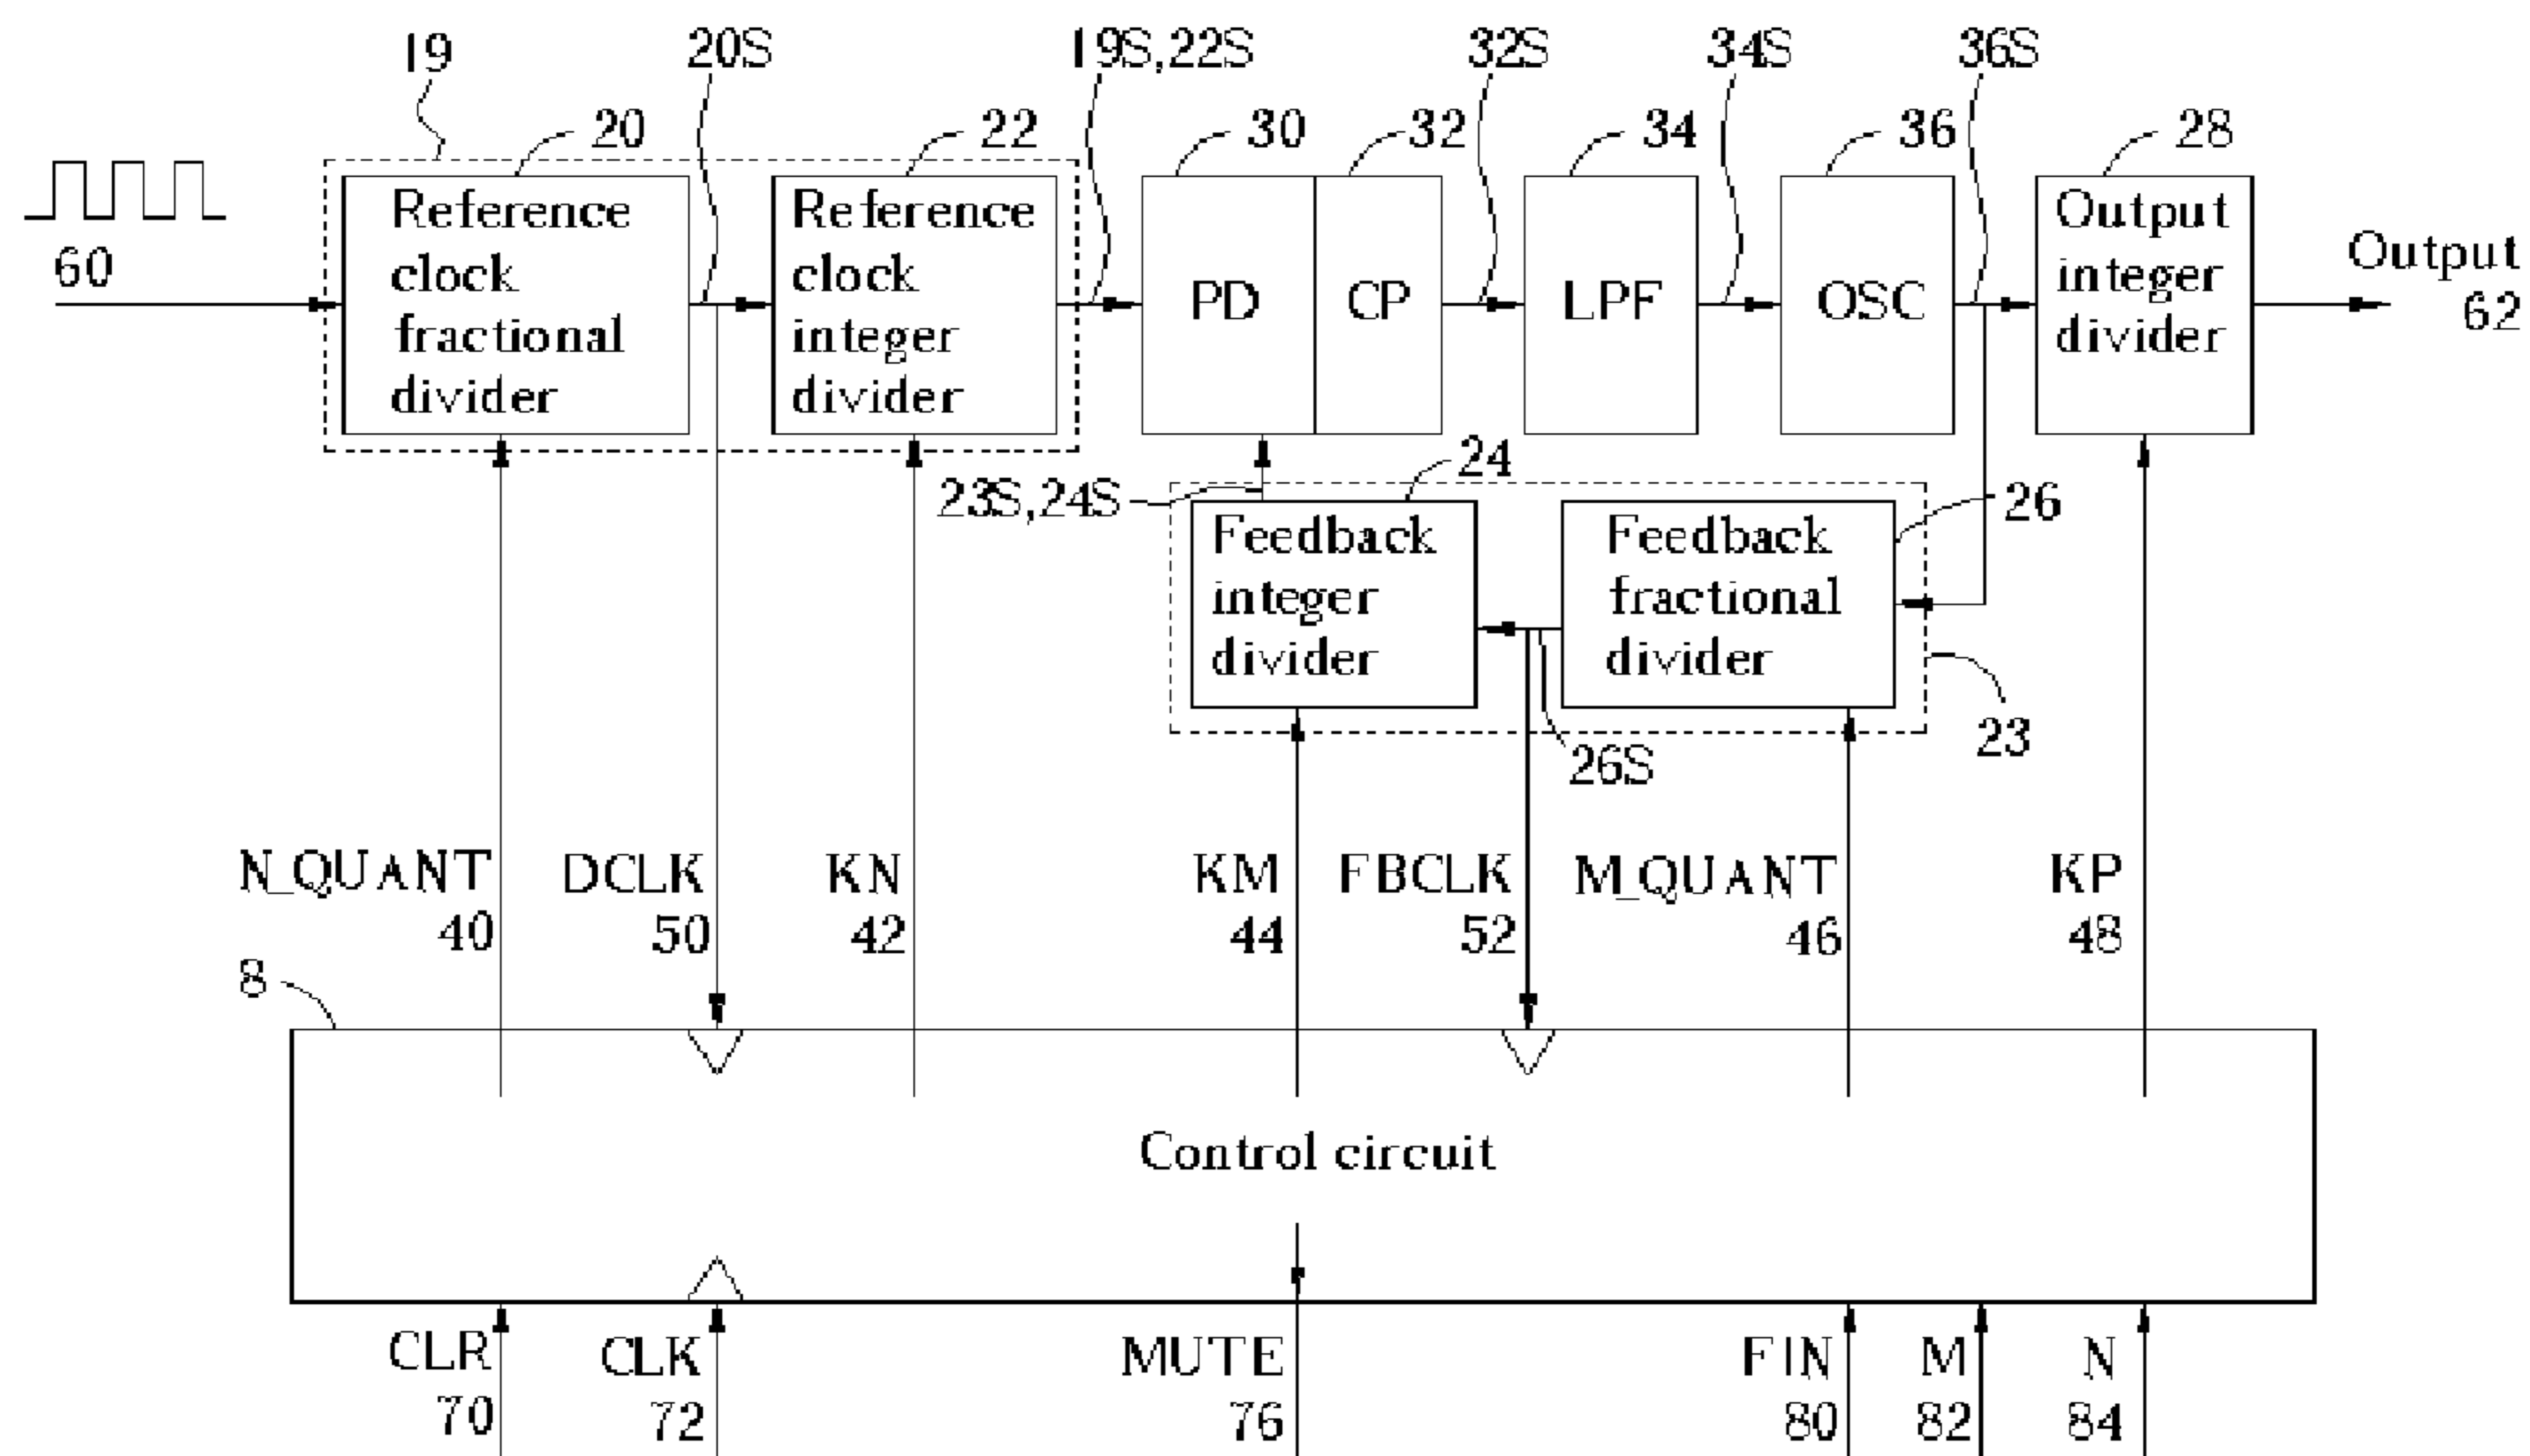 19
20S
19S,22S
32S
34S
36S
20
22
30
32
34
36
28
60
Reference
clock
fractional
divider
Reference
clock
integer
divider
PD
CP
LPF
OSC
Output
integer
divider
Output
62
23S,24S
24
26
Feedback
integer
divider
Feedback
fractional
divider
26S
23
N_QUANT
40
DCLK
50
KN
42
KM
44
FBCLK
52
M_QUANT
46
KP
48
8
Control circuit
CLR
70
CLK
72
MUTE
76
FIN
80
M
82
N
84